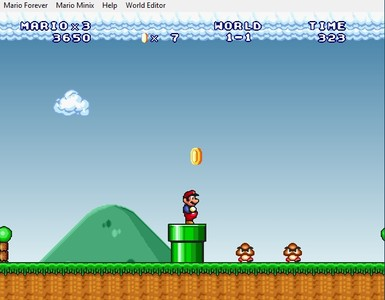 Mario Forever Mario Minix Help World Editor
MARIO x 3 WORLD TIME
3650 x 7 1-1 323